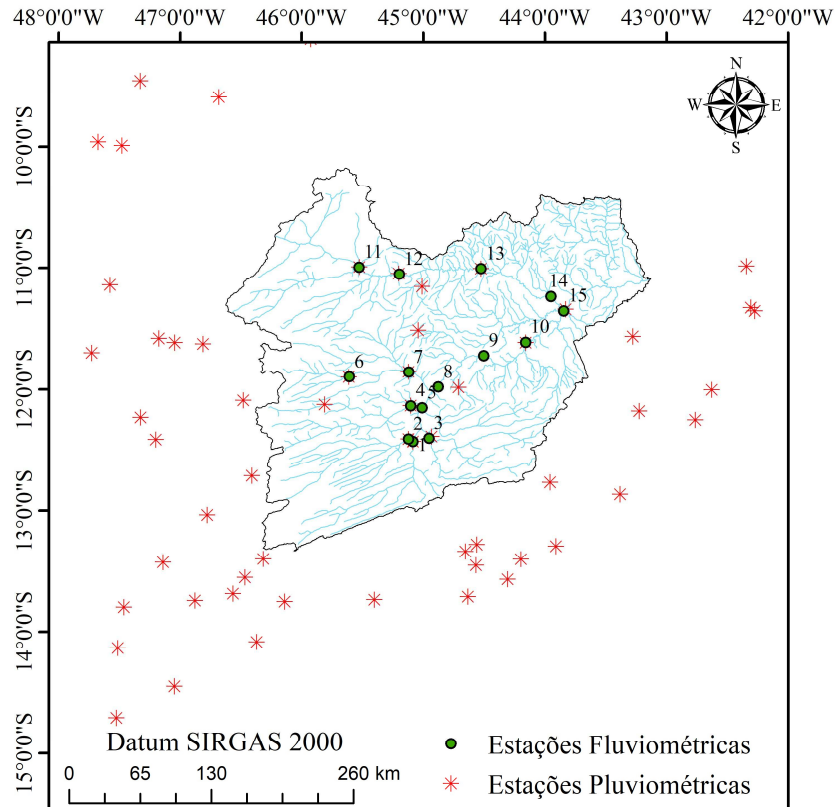 48°0'0"W 47°0'0"W 46°0'0"W 45°0'0"W 44°0'0"W 43°0'0"W 42°0'0"W
N
W E
S
10°0'0"S
11°0'0"S
12°0'0"S
13°0'0"S
14°0'0"S
15°0'0"S
11
12
13
14
15
10
9
7
6
8
4
5
2
3
1
Datum SIRGAS 2000
0 65 130 260 km
Estações Fluviométricas
Estações Pluviométricas